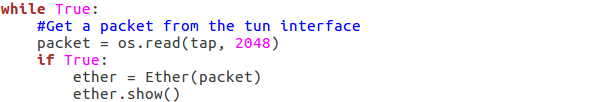 while True:
    #Get a packet from the tun interface
    packet = os.read(tap, 2048)
    if True:
        ether = Ether(packet)
        ether.show()